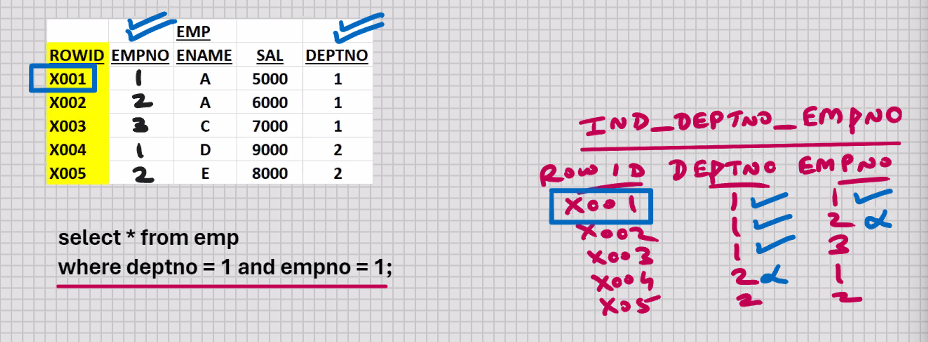 EMP
ROWID EMPNO ENAME SAL DEPTNO
X001 1 A 5000 1
X002 2 A 6000 1
X003 3 C 7000 1
X004 1 D 9000 2
X005 2 E 8000 2
select * from emp
where deptno = 1 and empno = 1;
IND_DEPTNO_EMPNO
ROWID DEPTNO EMPNO
X001 1 1
X002 1 2
X003 1 3
X004 2 1
X05 2 2